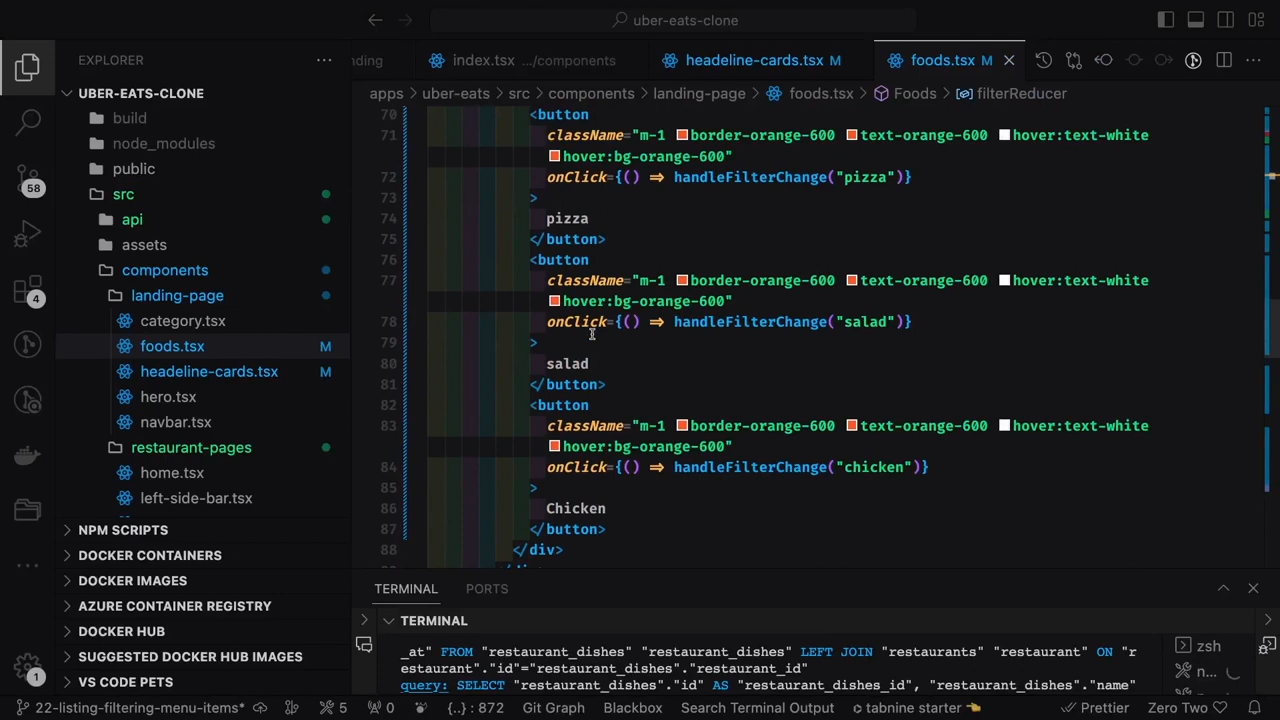 uber-eats-clone
EXPLORER
nding
index.tsx .../components
headeline-cards.tsx M
foods.tsx M
UBER-EATS-CLONE
apps > uber-eats > src > components > landing-page > foods.tsx > Foods > filterReducer
build
node_modules
public
src
api
assets
components
landing-page
category.tsx
foods.tsx M
headeline-cards.tsx M
hero.tsx
navbar.tsx
restaurant-pages
home.tsx
left-side-bar.tsx
NPM SCRIPTS
DOCKER CONTAINERS
DOCKER IMAGES
AZURE CONTAINER REGISTRY
DOCKER HUB
SUGGESTED DOCKER HUB IMAGES
VS CODE PETS
58
4
1
70 <button
71 className="m-1 border-orange-600 text-orange-600 hover:text-white
hover:bg-orange-600"
72 onClick={() => handleFilterChange("pizza")}
73 >
74 pizza
75 </button>
76 <button
77 className="m-1 border-orange-600 text-orange-600 hover:text-white
hover:bg-orange-600"
78 onClick={() => handleFilterChange("salad")}
79 >
80 salad
81 </button>
82 <button
83 className="m-1 border-orange-600 text-orange-600 hover:text-white
hover:bg-orange-600"
84 onClick={() => handleFilterChange("chicken")}
85 >
86 Chicken
87 </button>
88 </div>
TERMINAL PORTS
TERMINAL
_at" FROM "restaurant_dishes" "restaurant_dishes" LEFT JOIN "restaurants" "restaurant" ON "r
estaurant"."id"="restaurant_dishes"."restaurant_id"
query: SELECT "restaurant_dishes"."id" AS "restaurant_dishes_id", "restaurant_dishes"."name"
zsh
n...
22-listing-filtering-menu-items* 5 0 {..} : 872 Git Graph Blackbox Search Terminal Output tabnine starter Prettier Zero Two